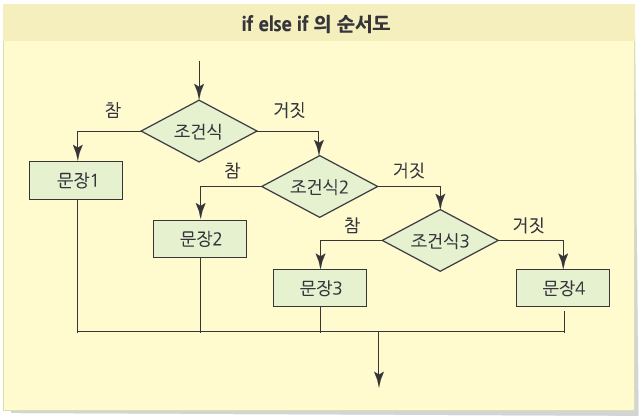 if else if 의 순서도
참
거짓
조건식
문장1
참
거짓
조건식2
문장2
참
거짓
조건식3
문장3
문장4